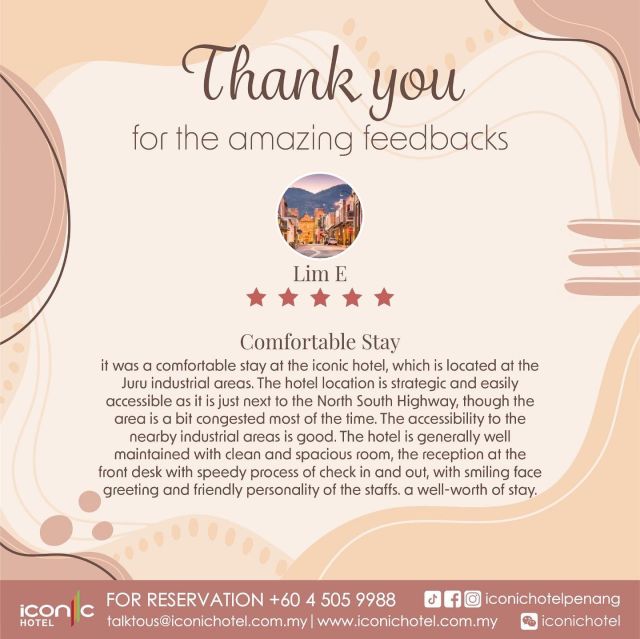 Thank you
for the amazing feedbacks
Lim E
Comfortable Stay
it was a comfortable stay at the iconic hotel, which is located at the
Juru industrial areas. The hotel location is strategic and easily
accessible as it is just next to the North South Highway, though the
area is a bit congested most of the time. The accessibility to the
nearby industrial areas is good. The hotel is generally well
maintained with clean and spacious room, the reception at the
front desk with speedy process of check in and out, with smiling face
greeting and friendly personality of the staffs. a well-worth of stay.
iconic
HOTEL
FOR RESERVATION +60 4 505 9988
iconichotelpenang
talktous@iconichotel.com.my | www.iconichotel.com.my
iconichotel